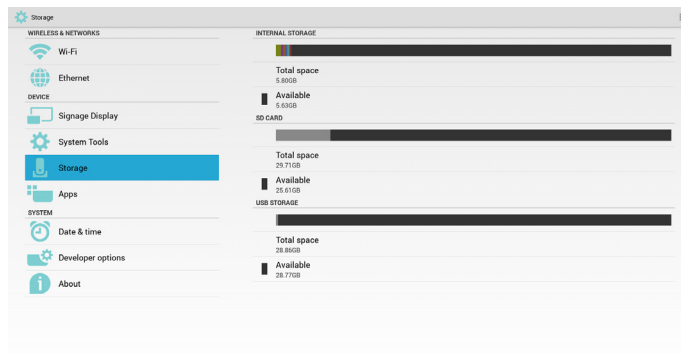 Storage
WIRELESS & NETWORKS
Wi-Fi
Ethernet
DEVICE
Signage Display
System Tools
Storage
Apps
SYSTEM
Date & time
Developer options
About
INTERNAL STORAGE
Total space
5.80GB
Available
5.63GB
SD CARD
Total space
29.71GB
Available
25.61GB
USB STORAGE
Total space
28.86GB
Available
28.77GB